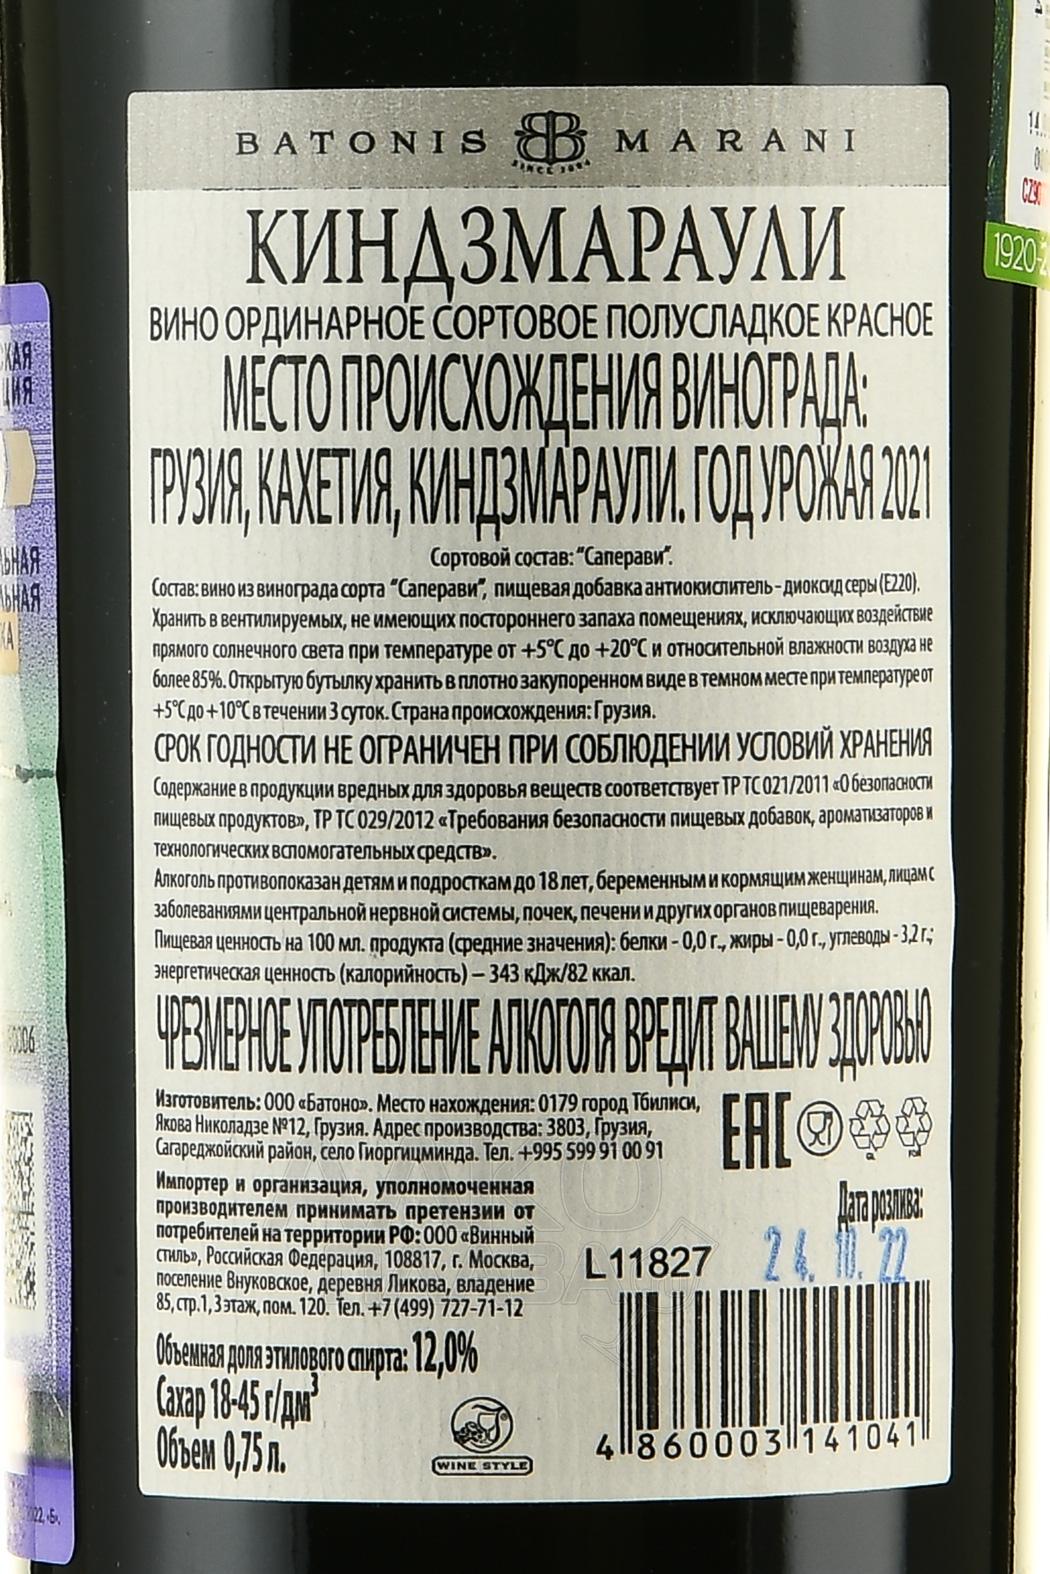 BATONIS MARANI
SINCE
КИНДЗМАРАУЛИ
ВИНО ОРДИНАРНОЕ СОРТОВОЕ ПОЛУСЛАДКОЕ КРАСНОЕ
МЕСТО ПРОИСХОЖДЕНИЯ ВИНОГРАДА:
ГРУЗИЯ, КАХЕТИЯ, КИНДЗМАРАУЛИ. ГОД УРОЖАЯ 2021
Сортовой состав: "Саперави".
Состав: вино из винограда сорта "Саперави", пищевая добавка антиокислитель - диоксид серы (Е220).
Хранить в вентилируемых, не имеющих постороннего запаха помещениях, исключающих воздействие
прямого солнечного света при температуре от +5°С до +20°С и относительной влажности воздуха не
более 85%. Открытую бутылку хранить в плотно закупоренном виде в темном месте при температуре от
+5°С до +10°С в течении 3 суток. Страна происхождения: Грузия.
СРОК ГОДНОСТИ НЕ ОГРАНИЧЕН ПРИ СОБЛЮДЕНИИ УСЛОВИЙ ХРАНЕНИЯ
Содержание в продукции вредных для здоровья веществ соответствует ТР ТС 021/2011 «О безопасности
пищевых продуктов», ТР ТС 029/2012 «Требования безопасности пищевых добавок, ароматизаторов и
технологических вспомогательных средств».
Алкоголь противопоказан детям и подросткам до 18 лет, беременным и кормящим женщинам, лицам с
заболеваниями центральной нервной системы, почек, печени и других органов пищеварения.
Пищевая ценность на 100 мл. продукта (средние значения): белки - 0,0 г., жиры - 0,0 г., углеводы - 3,2 г.;
энергетическая ценность (калорийность) – 343 кДж/82 ккал.
ЧРЕЗМЕРНОЕ УПОТРЕБЛЕНИЕ АЛКОГОЛЯ ВРЕДИТ ВАШЕМУ ЗДОРОВЬЮ
Изготовитель: ООО «Батоно». Место нахождения: 0179 город Тбилиси,
Якова Николадзе №12, Грузия. Адрес производства: 3803, Грузия,
Сагареджойский район, село Гиоргицминда. Тел. +995 599 91 00 91
EAC
GL
FOR
Импортер и организация, уполномоченная
производителем принимать претензии от
потребителей на территории РФ: ООО «Винный
стиль», Российская Федерация, 108817, г. Москва,
поселение Внуковское, деревня Ликова, владение
85, стр.1, 3 этаж, пом. 120. Тел. +7 (499) 727-71-12
Дата розлива:
L11827 24.10.22
Объемная доля этилового спирта: 12,0%
Сахар 18-45 г/дм³
Объем 0,75 л.
WINE STYLE
4 860003 141041
1920-2